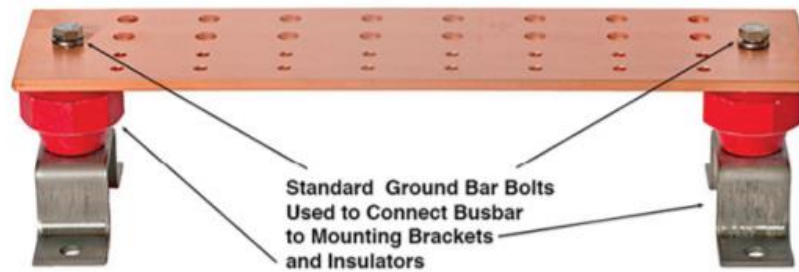 Standard Ground Bar Bolts
Used to Connect Busbar
to Mounting Brackets
and Insulators